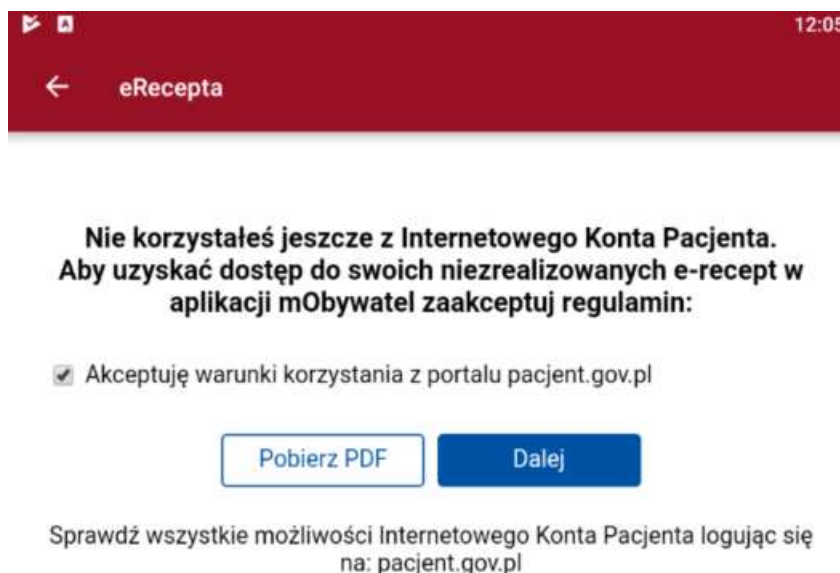 12:05
eRecepta
Nie korzystałeś jeszcze z Internetowego Konta Pacjenta.
Aby uzyskać dostęp do swoich niezrealizowanych e-recept w
aplikacji mObywatel zaakceptuj regulamin:
Akceptuję warunki korzystania z portalu pacjent.gov.pl
Pobierz PDF
Dalej
Sprawdź wszystkie możliwości Internetowego Konta Pacjenta logując się
na: pacjent.gov.pl